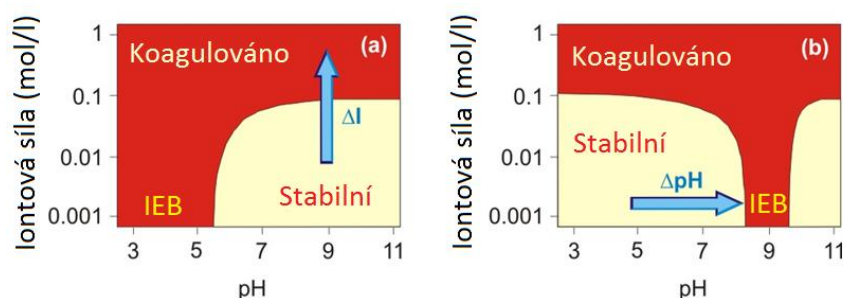 Iontová síla (mol/l)
1
0.1
0.01
0.001
Koagulováno
(a)
ΔI
Stabilní
IEB
3 5 7 9 11
pH
Iontová síla (mol/l)
1
0.1
0.01
0.001
Koagulováno
(b)
Stabilní
ΔpH
IEB
3 5 7 9 11
pH